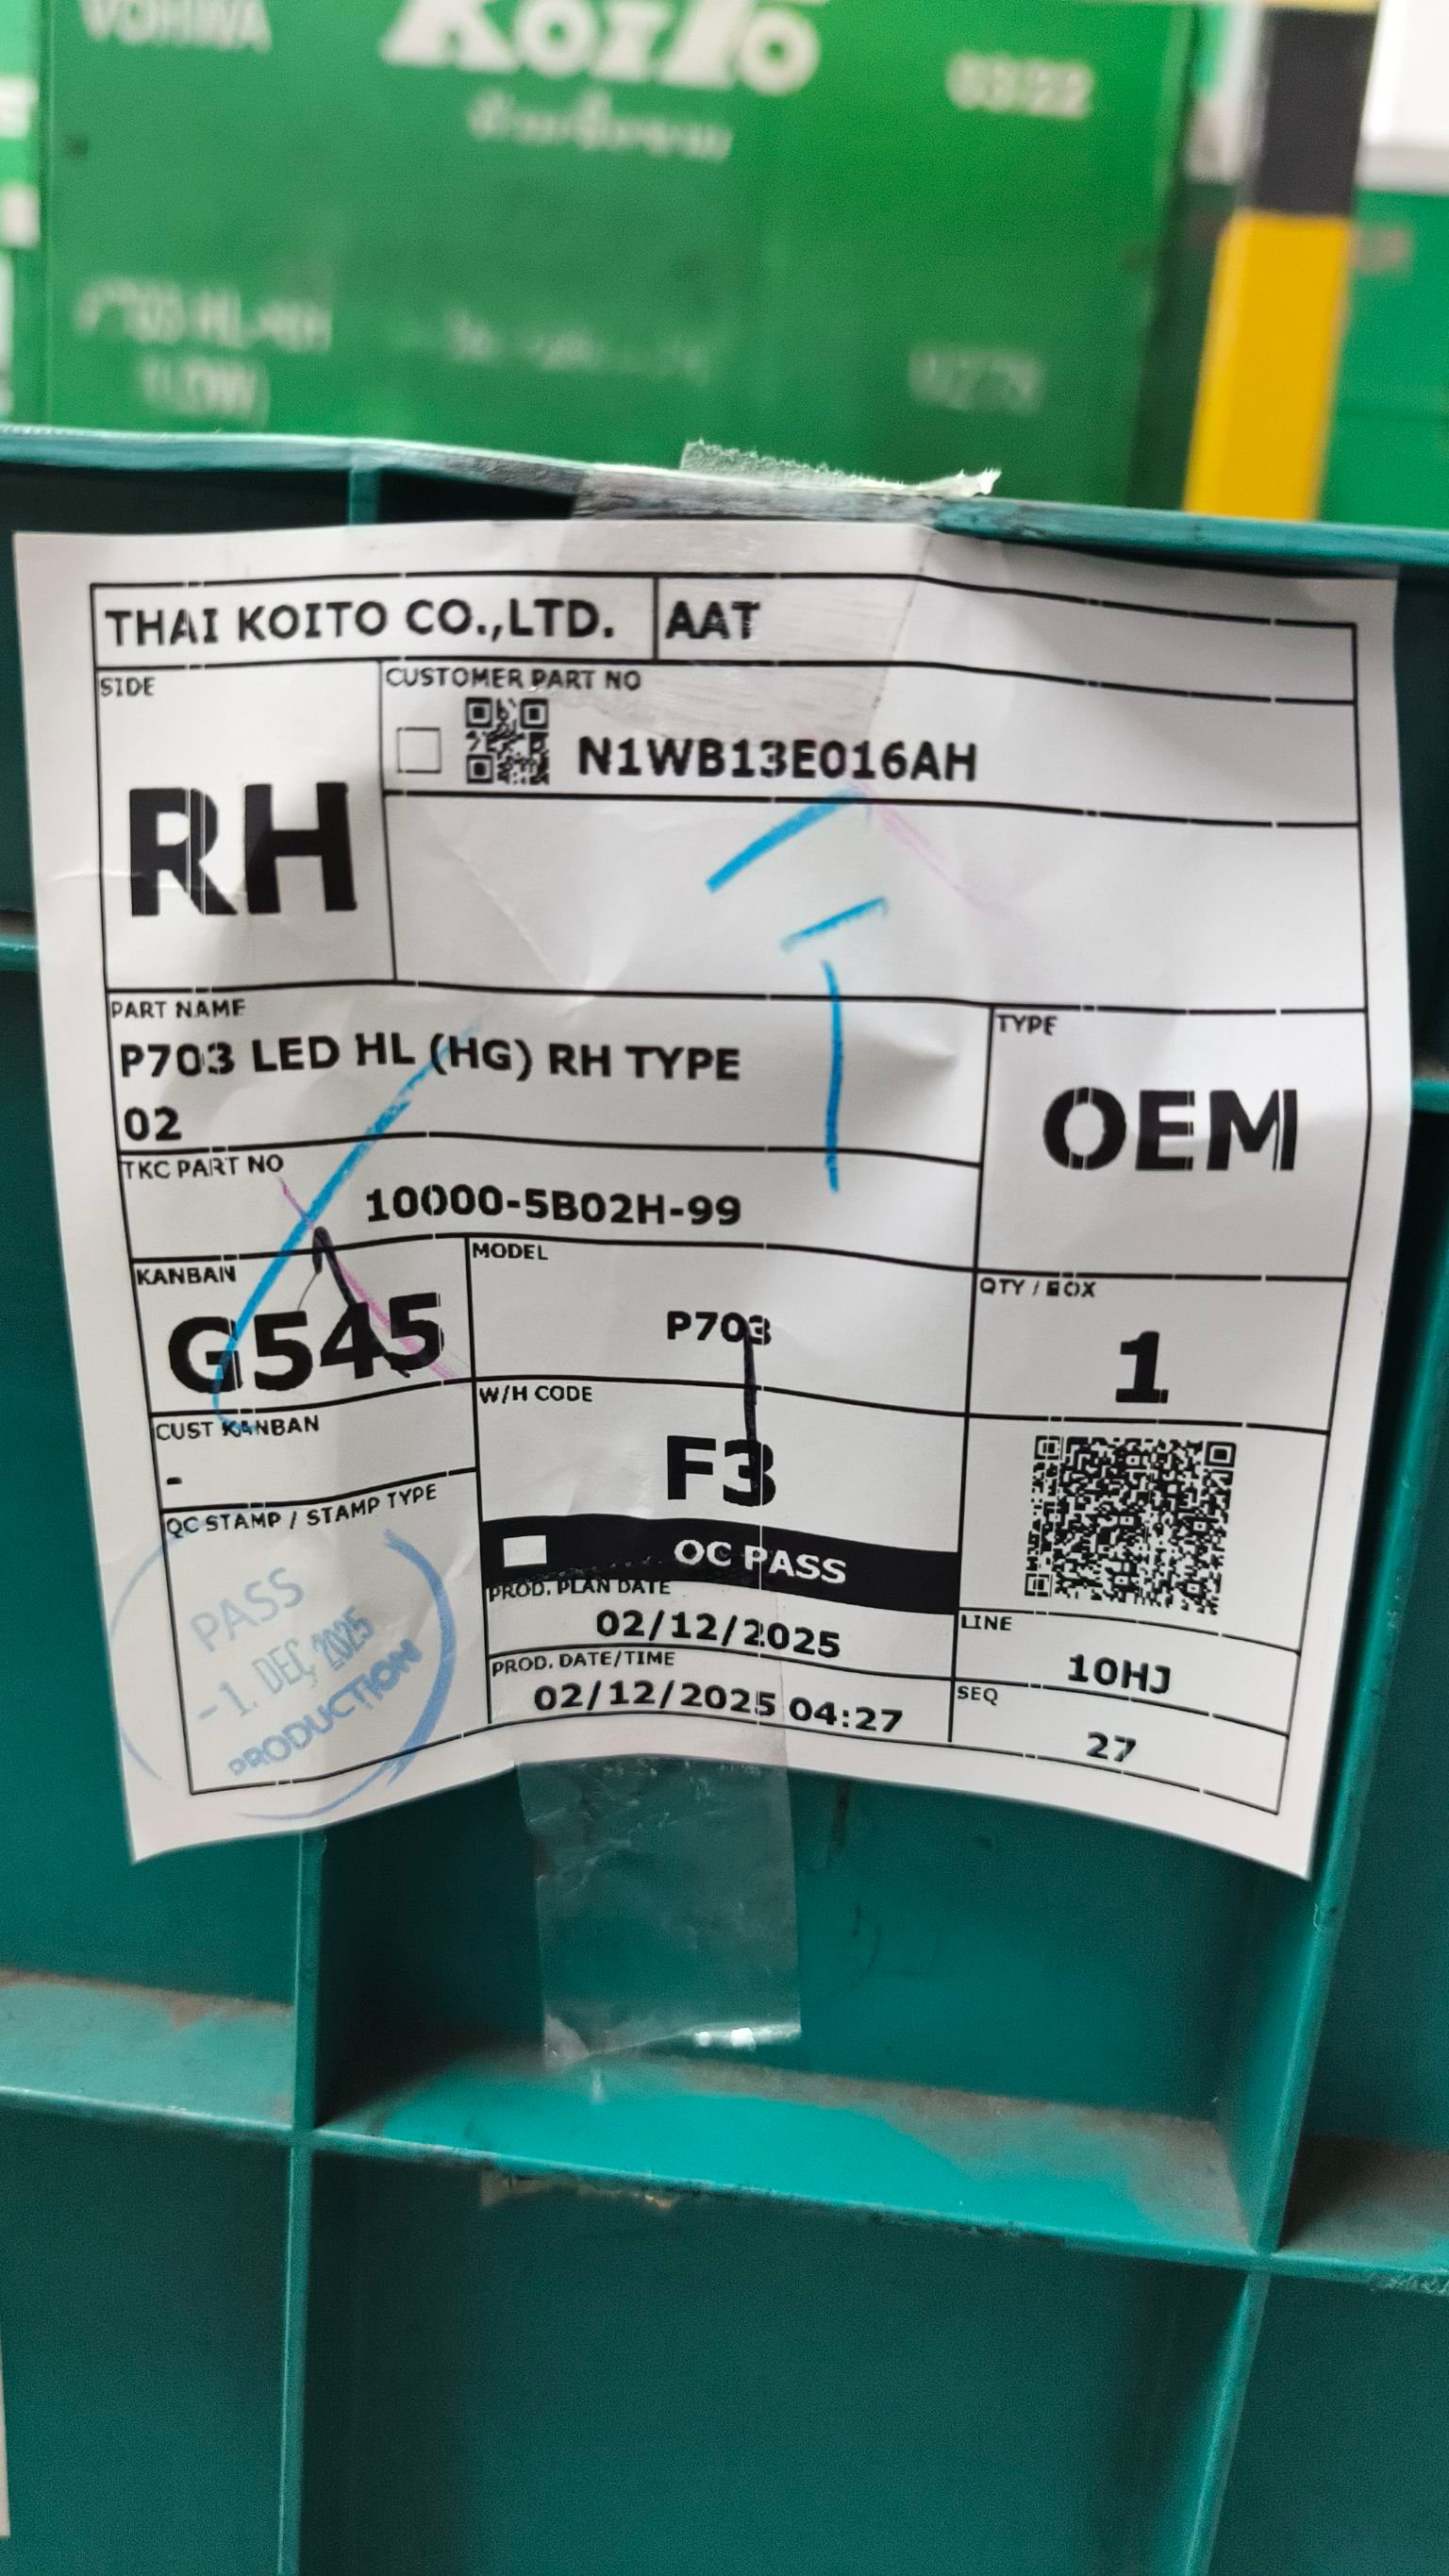 KOITO
03/22
THAI KOITO CO.,LTD. AAT
SIDE
RH
CUSTOMER PART NO
N1WB13E016AH
PART NAME
P703 LED HL (HG) RH TYPE
02
TYPE
OEM
TKC PART NO
10000-5B02H-99
KANBAN
G545
MODEL
P703
QTY / BOX
1
CUST KANBAN
-
W/H CODE
F3
QC STAMP / STAMP TYPE
PASS
-1. DEC, 2025
PRODUCTION
QC PASS
PROD. PLAN DATE
02/12/2025
PROD. DATE/TIME
02/12/2025 04:27
LINE
10HJ
SEQ
27